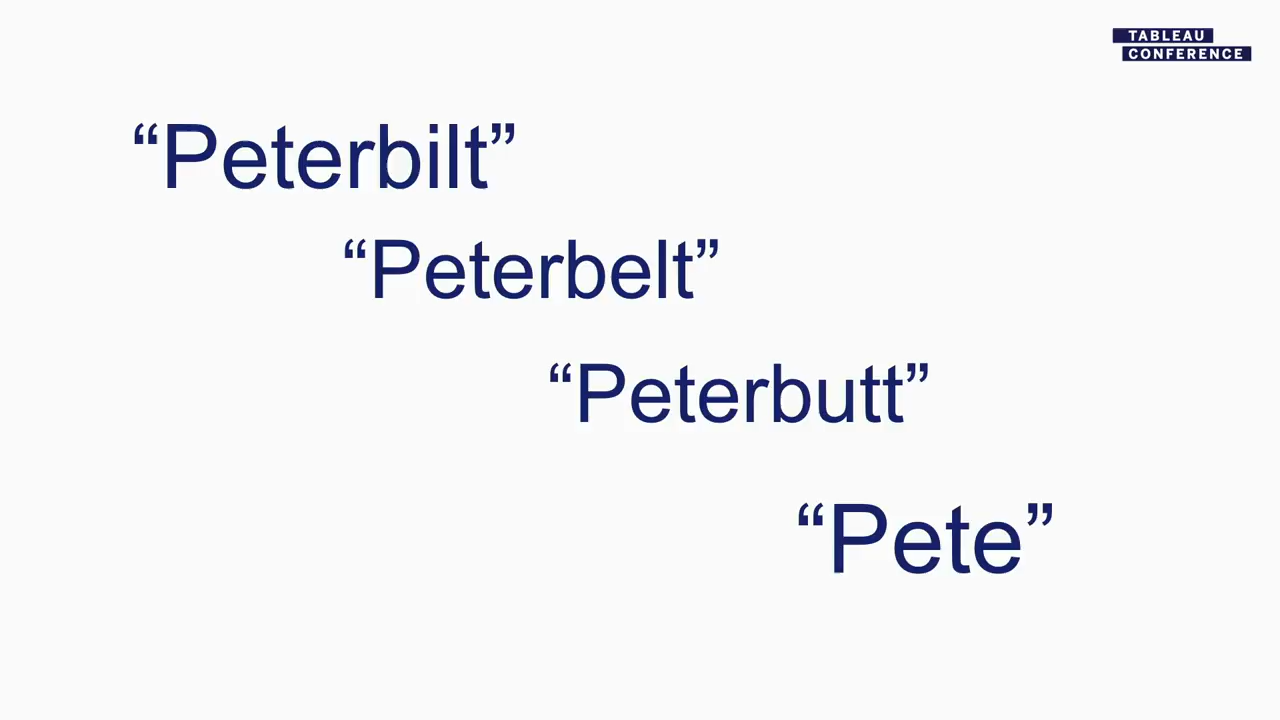 TABLEAU
CONFERENCE
“Peterbilt”
“Peterbelt”
“Peterbutt”
“Pete”